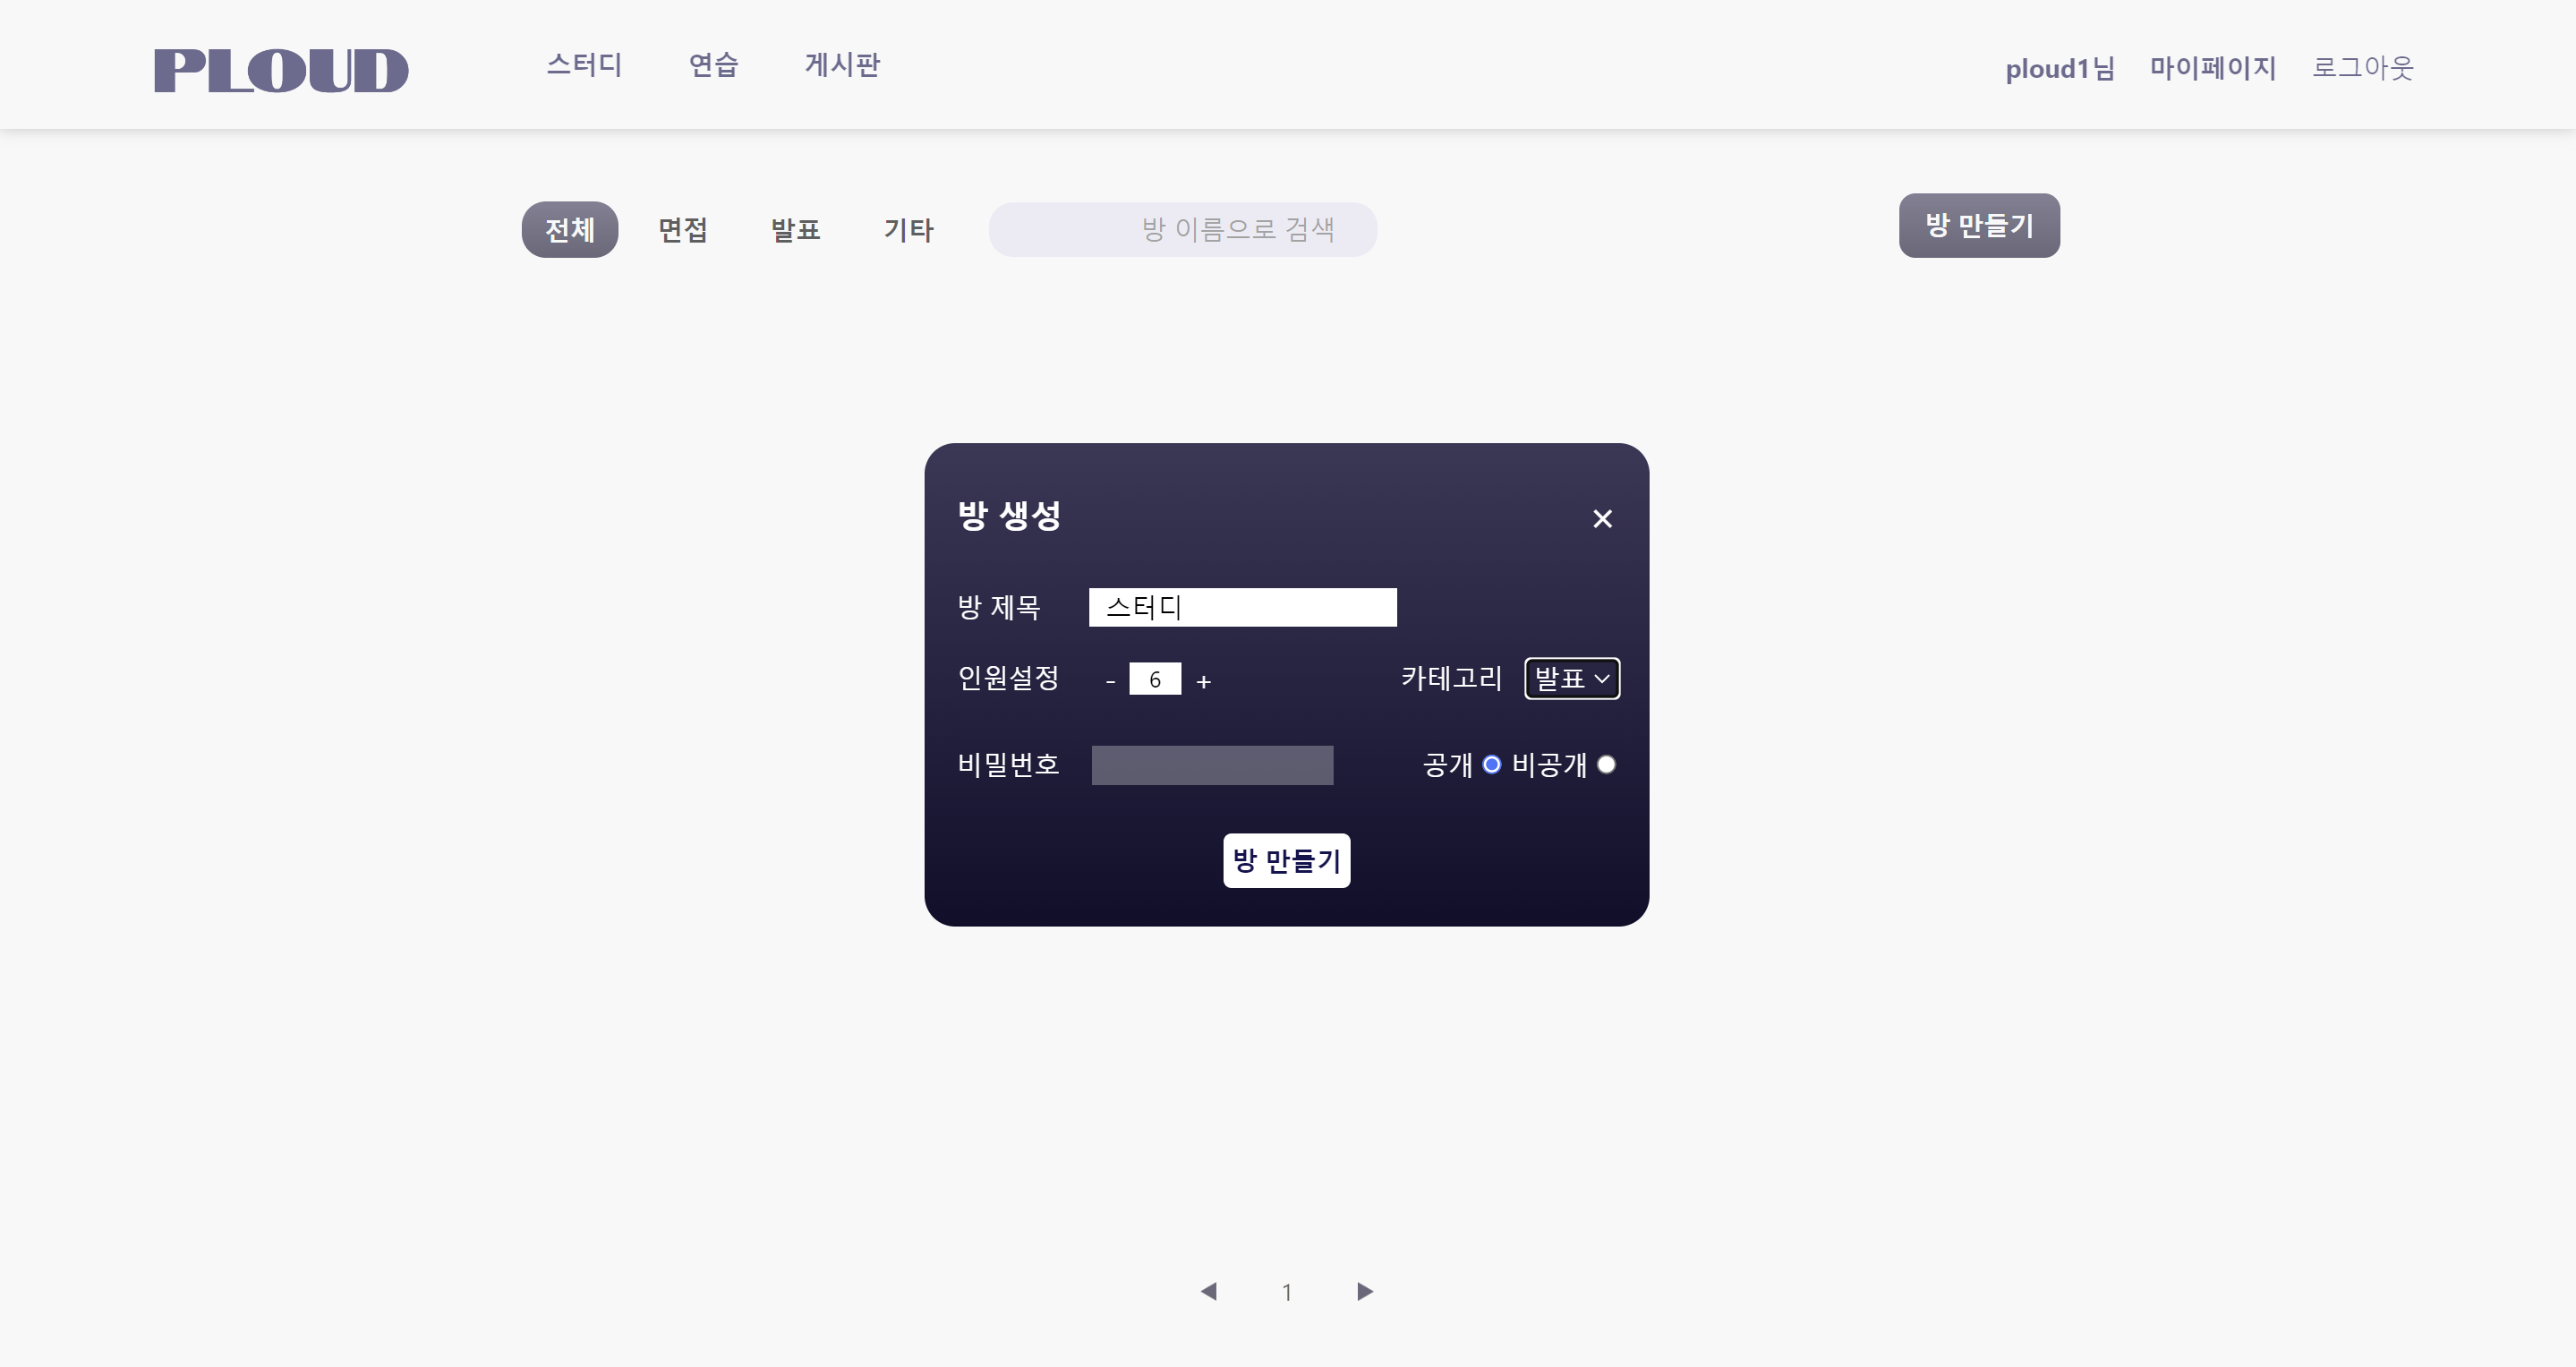 PLOUD 스터디 연습 게시판 ploud1님 마이페이지 로그아웃
전체 면접 발표 기타 방 이름으로 검색 방 만들기
방 생성 ×
방 제목 스터디
인원설정 - 6 + 카테고리 발표
비밀번호 공개 비공개
방 만들기
1